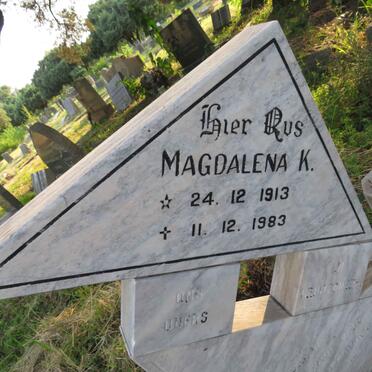 Hier Rus
MAGDALENA K.
☆ 24. 12 1913
✝ 11. 12. 1983